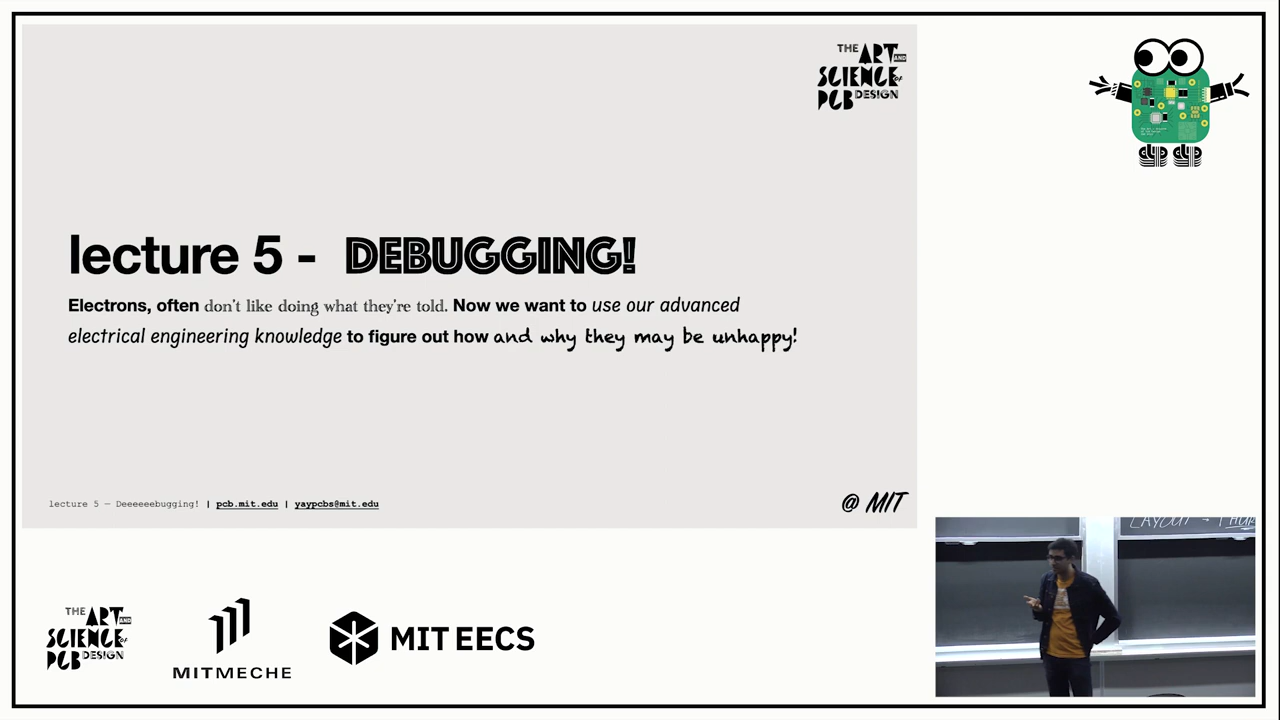 THE ART AND
SCIENCE OF
PCB DESIGN
lecture 5 - DEBUGGING!
Electrons, often don't like doing what they're told. Now we want to use our advanced
electrical engineering knowledge to figure out how and why they may be unhappy!
lecture 5 — Deeeeeebugging! | pcb.mit.edu | yaypcbs@mit.edu
@ MIT
LAYOUT →
THE ART AND
SCIENCE OF
PCB DESIGN
MITMECHE
MIT EECS